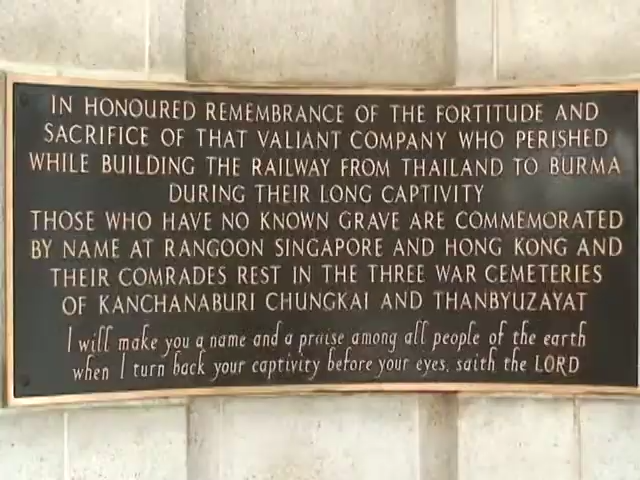 IN HONOURED REMEMBRANCE OF THE FORTITUDE AND
SACRIFICE OF THAT VALIANT COMPANY WHO PERISHED
WHILE BUILDING THE RAILWAY FROM THAILAND TO BURMA
DURING THEIR LONG CAPTIVITY
THOSE WHO HAVE NO KNOWN GRAVE ARE COMMEMORATED
BY NAME AT RANGOON SINGAPORE AND HONG KONG AND
THEIR COMRADES REST IN THE THREE WAR CEMETERIES
OF KANCHANABURI CHUNGKAI AND THANBYUZAYAT
I will make you a name and a praise among all people of the earth
when I turn back your captivity before your eyes, saith the LORD